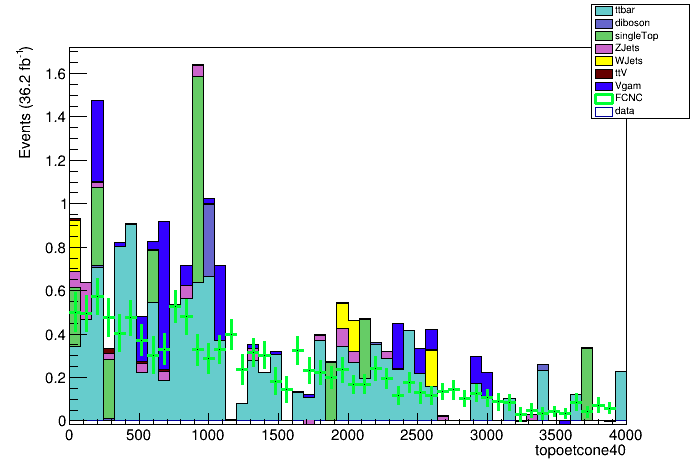 ttbar
diboson
singleTop
ZJets
WJets
ttV
Vgam
FCNC
data
Events (36.2 fb⁻¹)
1.6
1.4
1.2
1
0.8
0.6
0.4
0.2
0
0 500 1000 1500 2000 2500 3000 3500 4000
topoetcone40